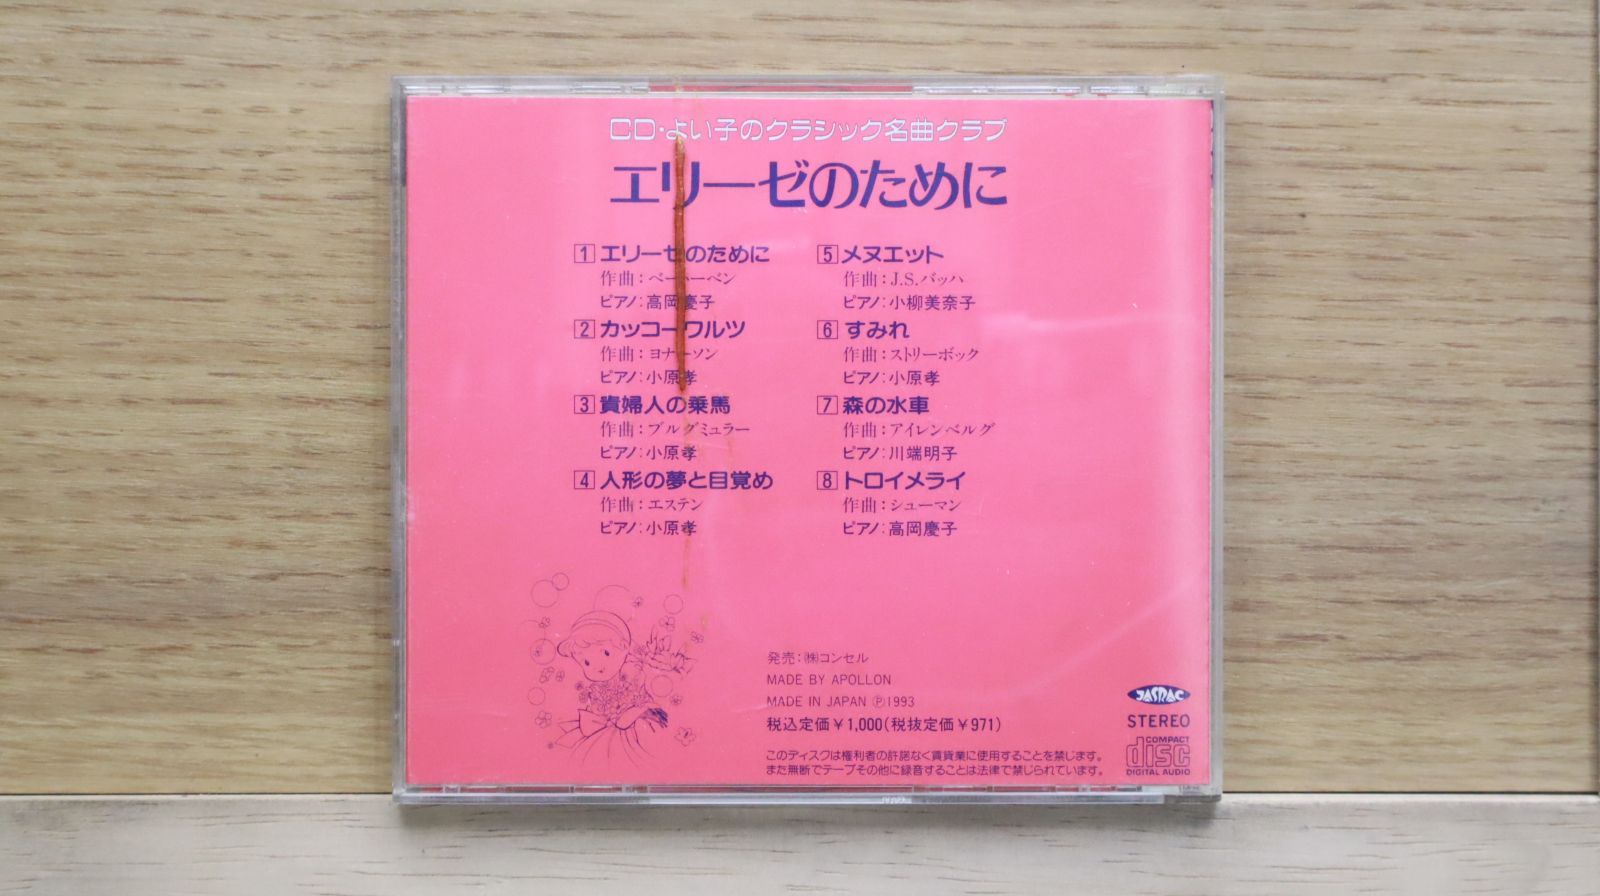 CD・よい子のクラシック名曲クラブ
エリーゼのために
1 エリーゼのために
作曲：ベートーベン
ピアノ：高岡慶子
2 カッコーワルツ
作曲：ヨナーソン
ピアノ：小原孝
3 貴婦人の乗馬
作曲：ブルグミュラー
ピアノ：小原孝
4 人形の夢と目覚め
作曲：エステン
ピアノ：小原孝
5 メヌエット
作曲：J.S.バッハ
ピアノ：小柳美奈子
6 すみれ
作曲：ストリーボック
ピアノ：小原孝
7 森の水車
作曲：アイレンベルグ
ピアノ：川端明子
8 トロイメライ
作曲：シューマン
ピアノ：高岡慶子
発売：㈱コンセル
MADE BY APOLLON
MADE IN JAPAN Ⓟ1993
税込定価￥1,000(税抜定価￥971)
このディスクは権利者の許諾なく賃貸業に使用することを禁じます。
また無断でテープその他に録音することは法律で禁じられています。
JASRAC
STEREO
COMPACT
disc
DIGITAL AUDIO